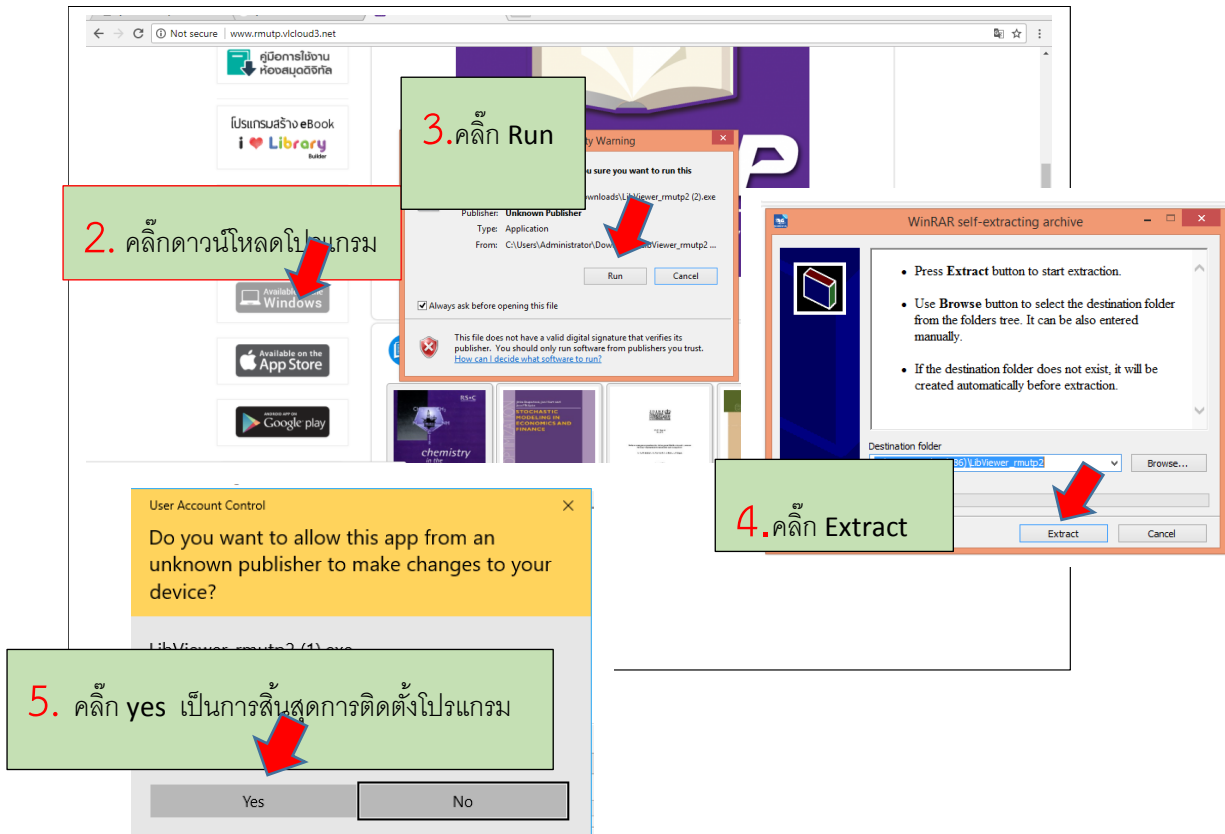 Not secure | www.rmutp.vlcloud3.net
คู่มือการใช้งาน
ห้องสมุดดิจิทัล
โปรแกรมสร้าง eBook
i Library
Builder
2. คลิ๊กดาวน์โหลดโปรแกรม
Windows
Available on the
App Store
ANDROID APP ON
Google play
3.คลิ๊ก Run
ty Warning
u sure you want to run this
ownloads\LibViewer_rmutp2 (2).exe
Publisher: Unknown Publisher
Type: Application
From: C:\Users\Administrator\Dow bViewer_rmutp2 ...
Run
Cancel
Always ask before opening this file
This file does not have a valid digital signature that verifies its
publisher. You should only run software from publishers you trust.
How can I decide what software to run?
P
RS•C
chemistry
in the
STOCHASTIC
MODELING IN
ECONOMICS AND
FINANCE
WinRAR self-extracting archive
• Press Extract button to start extraction.
• Use Browse button to select the destination folder
from the folders tree. It can be also entered
manually.
• If the destination folder does not exist, it will be
created automatically before extraction.
Destination folder
86)\LibViewer_rmutp2
Browse...
4.คลิ๊ก Extract
Extract
Cancel
User Account Control
Do you want to allow this app from an
unknown publisher to make changes to your
device?
LibViewer_rmutp2 (1).exe
5. คลิ๊ก yes เป็นการสิ้นสุดการติดตั้งโปรแกรม
Yes
No